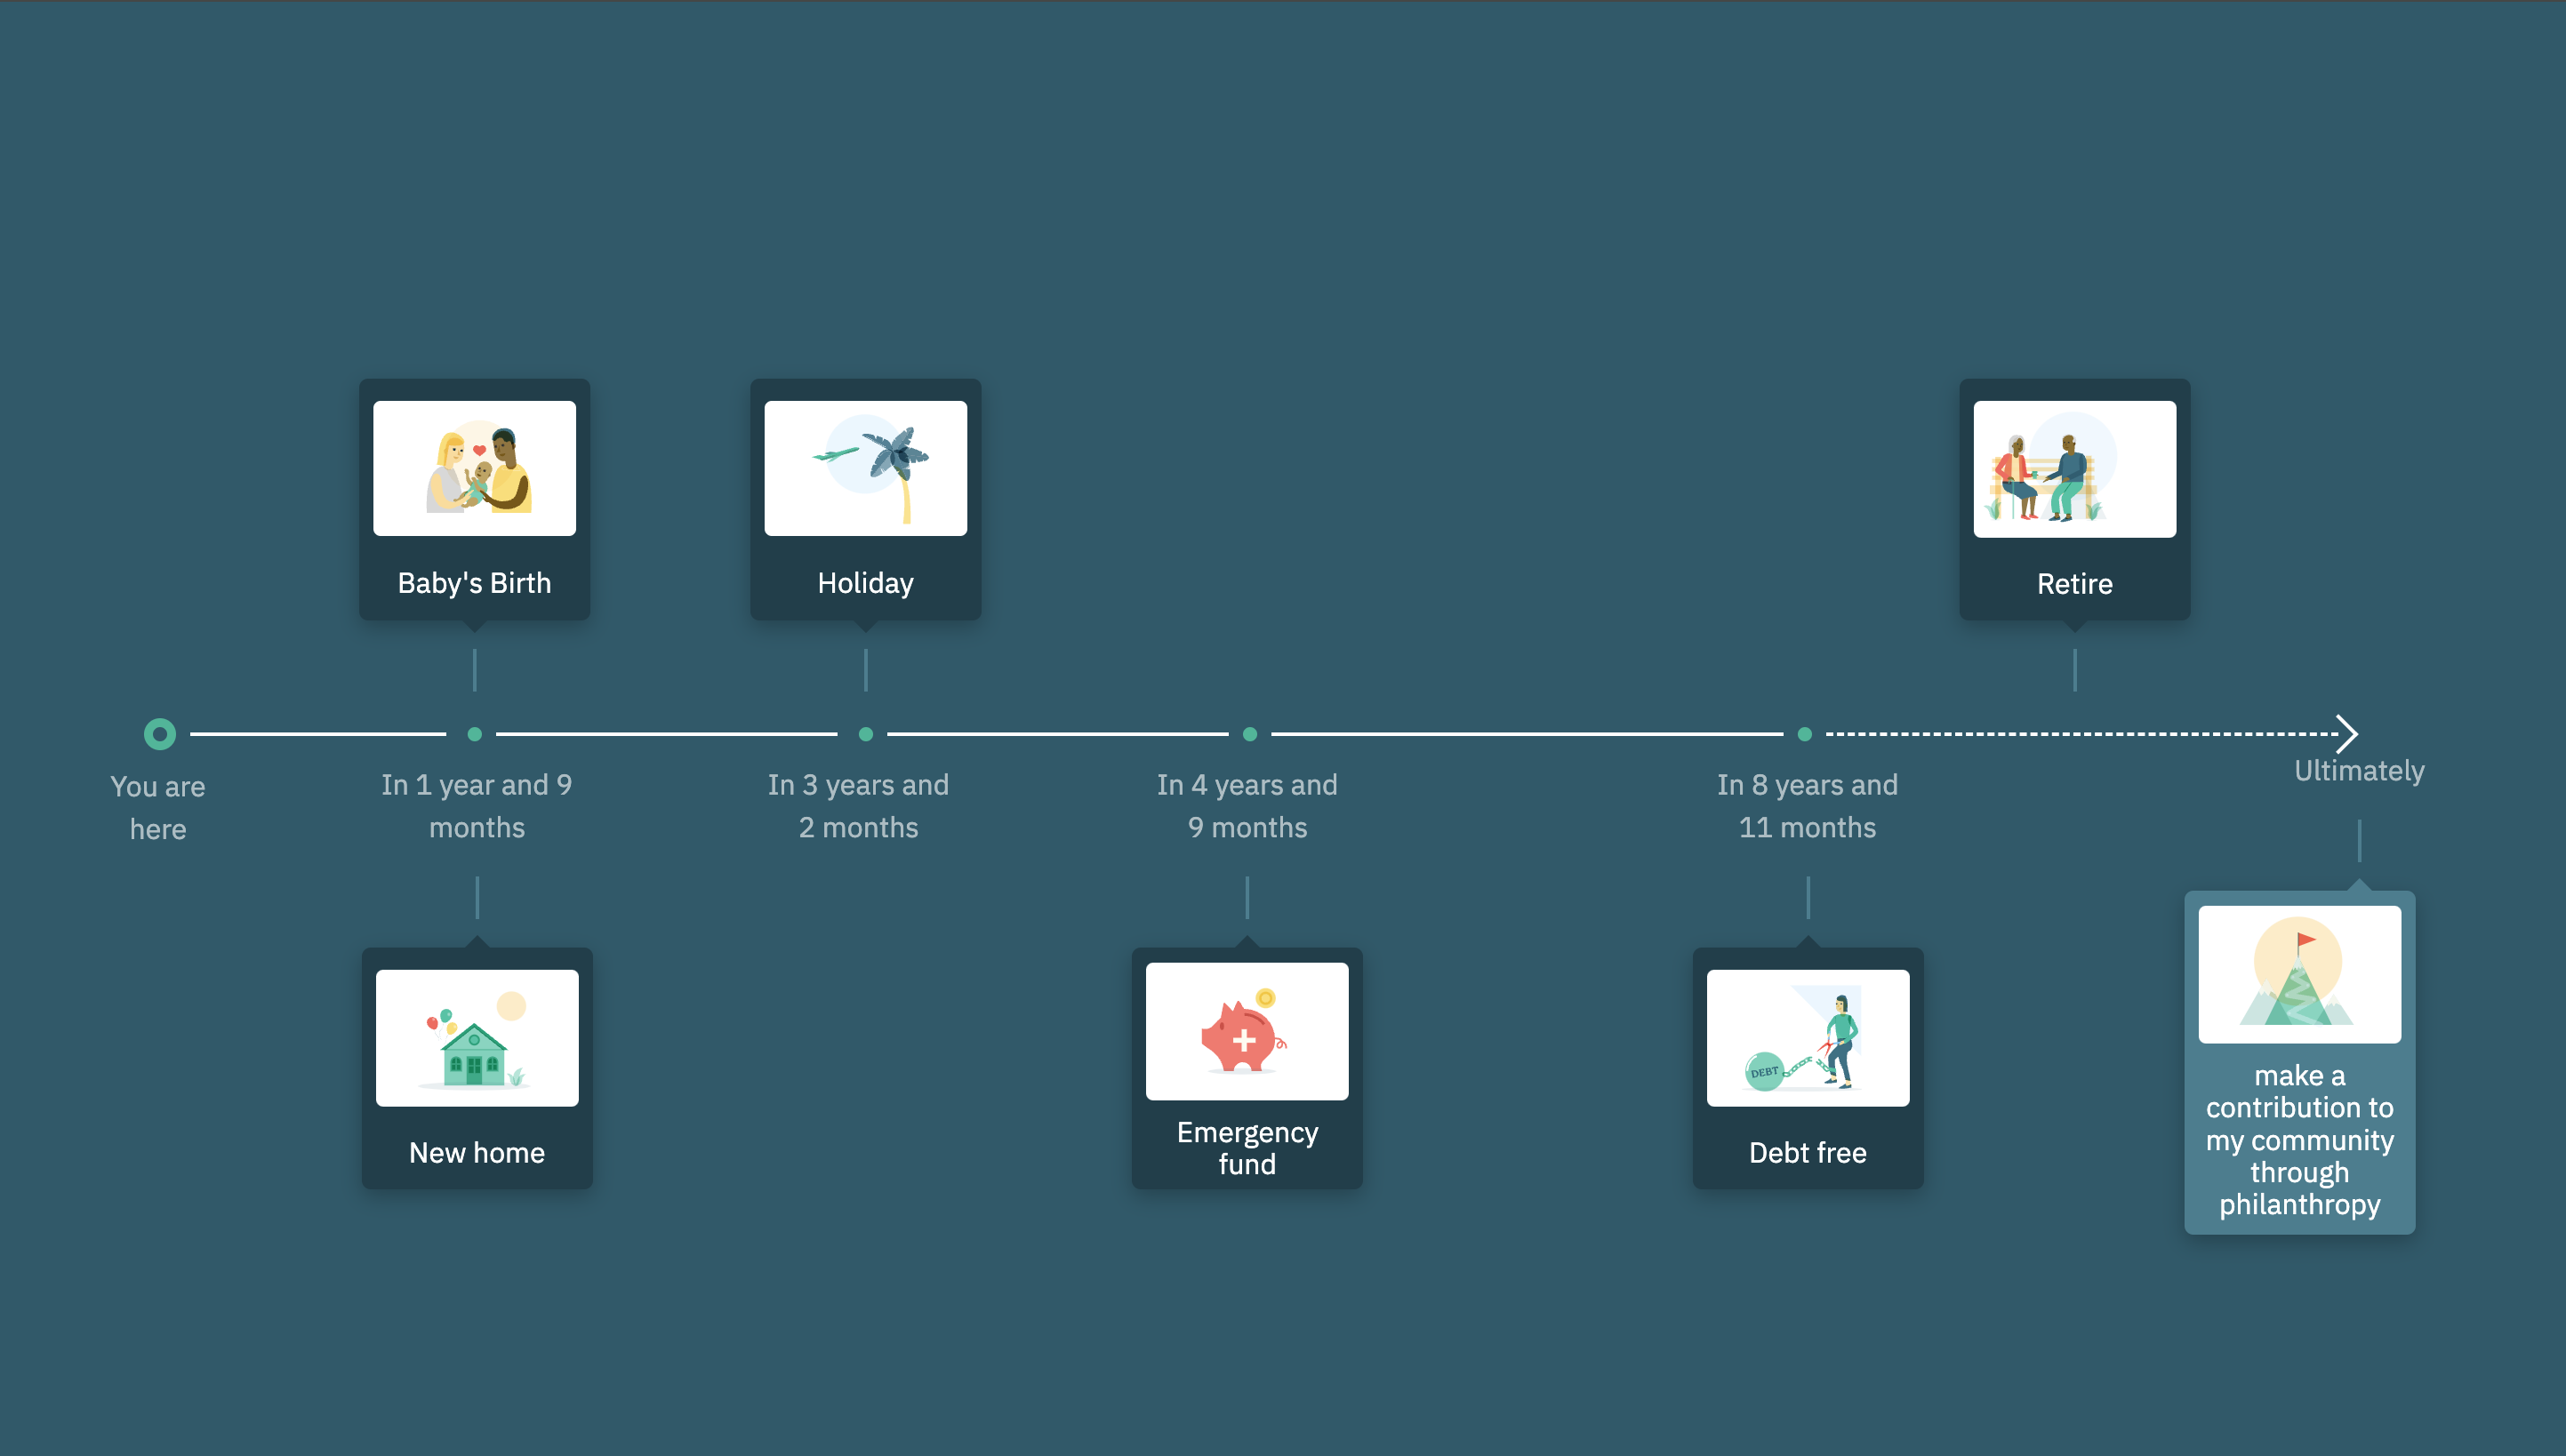 Baby's Birth
Holiday
Retire
You are
here
In 1 year and 9
months
In 3 years and
2 months
In 4 years and
9 months
In 8 years and
11 months
Ultimately
New home
Emergency
fund
DEBT
Debt free
make a
contribution to
my community
through
philanthropy